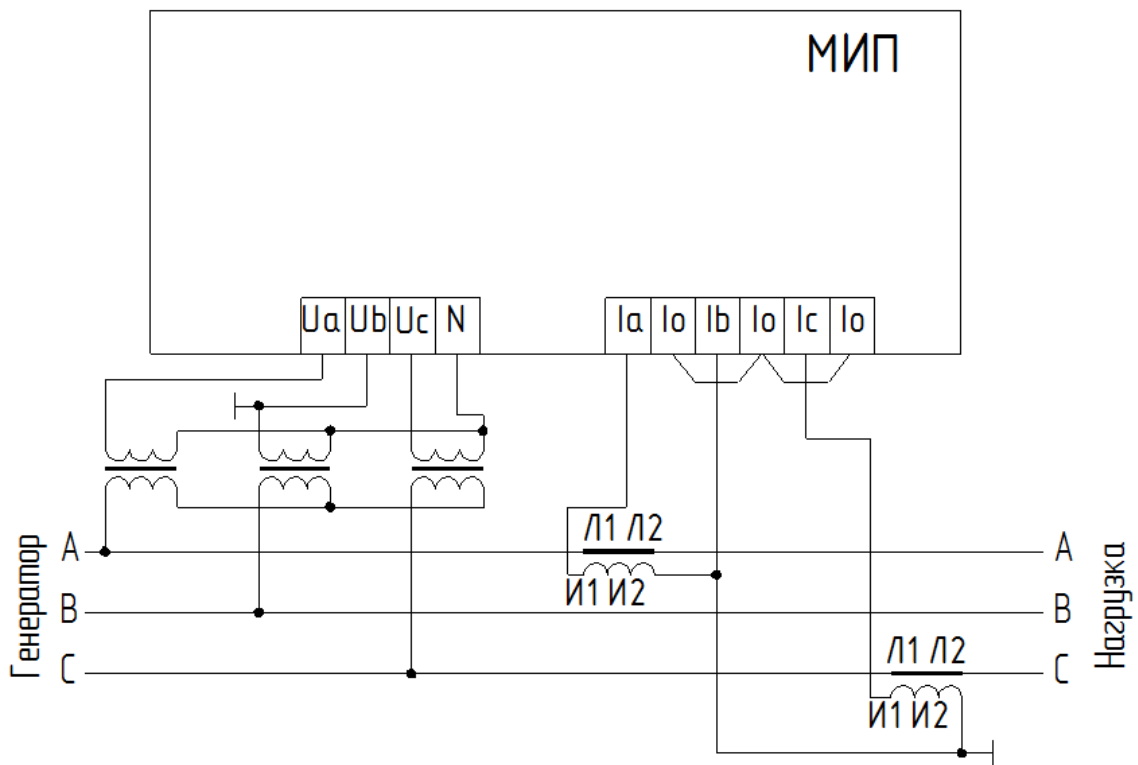 МИП
Ua Ub Uc N
Ia Io Ib Io Ic Io
Л1 Л2
И1 И2
Генератор
A
B
C
A
B
C
Нагрузка
Л1 Л2
И1 И2